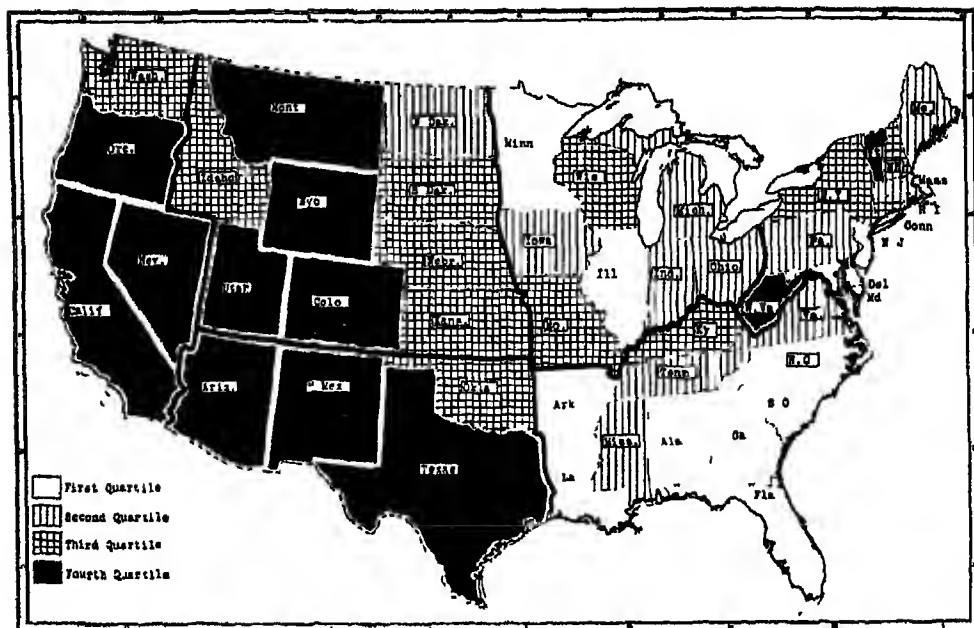 Wash.
Mont
N Dak.
Minn
Me.
Ore.
Idaho
Wyo
S Dak.
Wis
Mich.
N.Y
N H
Mass
R I
Conn
Nev.
Utah
Colo
Nebr.
Iowa
Ill
Ind.
Ohio
Pa.
N J
Del
Md
Calif
Kans.
Mo.
Ky
W.Va
Va.
Ariz.
N Mex
Okla
Ark
Tenn
N.C
S C
Texas
La
Miss.
Ala
Ga
Fla
First Quartile
Second Quartile
Third Quartile
Fourth Quartile